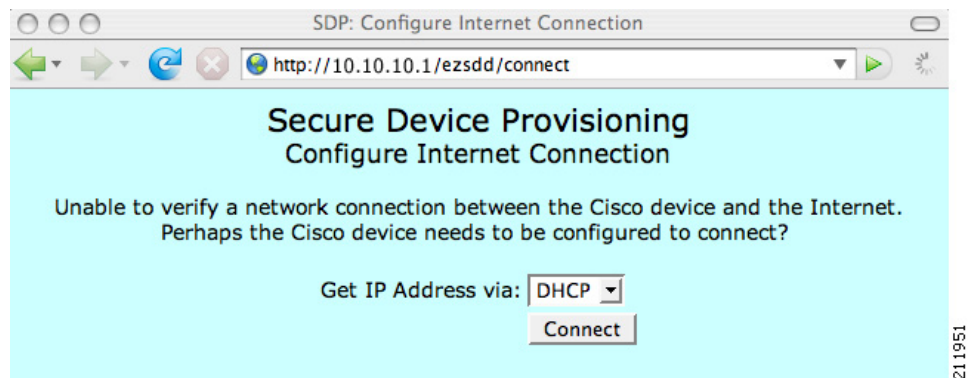 SDP: Configure Internet Connection
http://10.10.10.1/ezsdd/connect
Secure Device Provisioning
Configure Internet Connection
Unable to verify a network connection between the Cisco device and the Internet.
Perhaps the Cisco device needs to be configured to connect?
Get IP Address via: DHCP
Connect
211951